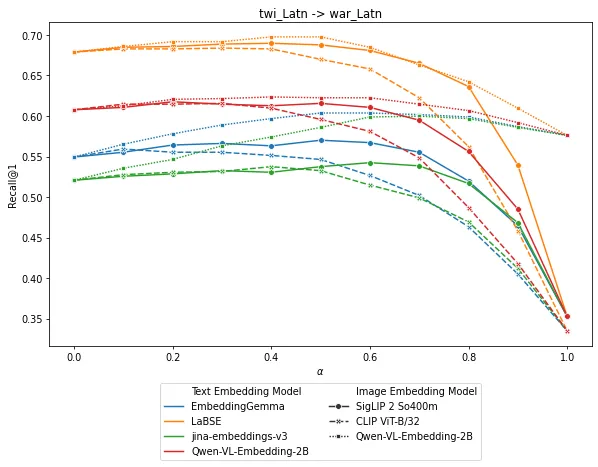 twi_Latn -> war_Latn
Recall@1
0.70
0.65
0.60
0.55
0.50
0.45
0.40
0.35
0.0 0.2 0.4 0.6 0.8 1.0
α
Text Embedding Model Image Embedding Model
EmbeddingGemma SigLIP 2 So400m
LaBSE CLIP ViT-B/32
jina-embeddings-v3 Qwen-VL-Embedding-2B
Qwen-VL-Embedding-2B